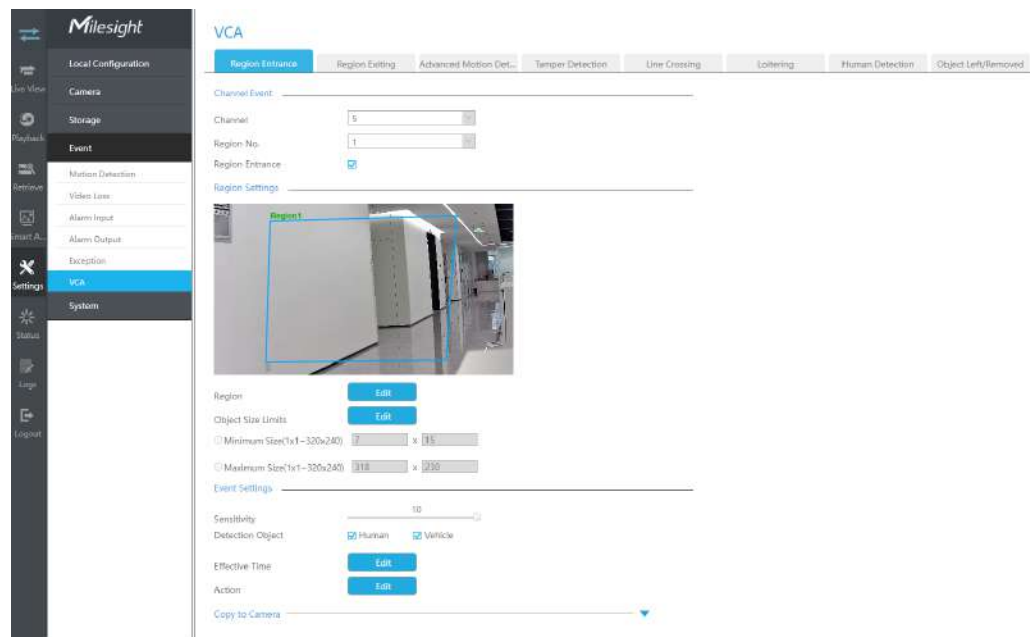 Milesight
Live View
Playback
Retrieve
Smart A...
Settings
Status
Logs
Logout
Local Configuration
Camera
Storage
Event
Motion Detection
Video Loss
Alarm Input
Alarm Output
Exception
VCA
System
VCA
Region Entrance Region Exiting Advanced Motion Det... Tamper Detection Line Crossing Loitering Human Detection Object Left/Removed
Channel Event
Channel 5
Region No. 1
Region Entrance
Region Settings
Region1
Region Edit
Object Size Limits Edit
Minimum Size(1x1~320x240) 7 x 15
Maximum Size(1x1~320x240) 318 x 230
Event Settings
Sensitivity 10
Detection Object Human Vehicle
Effective Time Edit
Action Edit
Copy to Camera